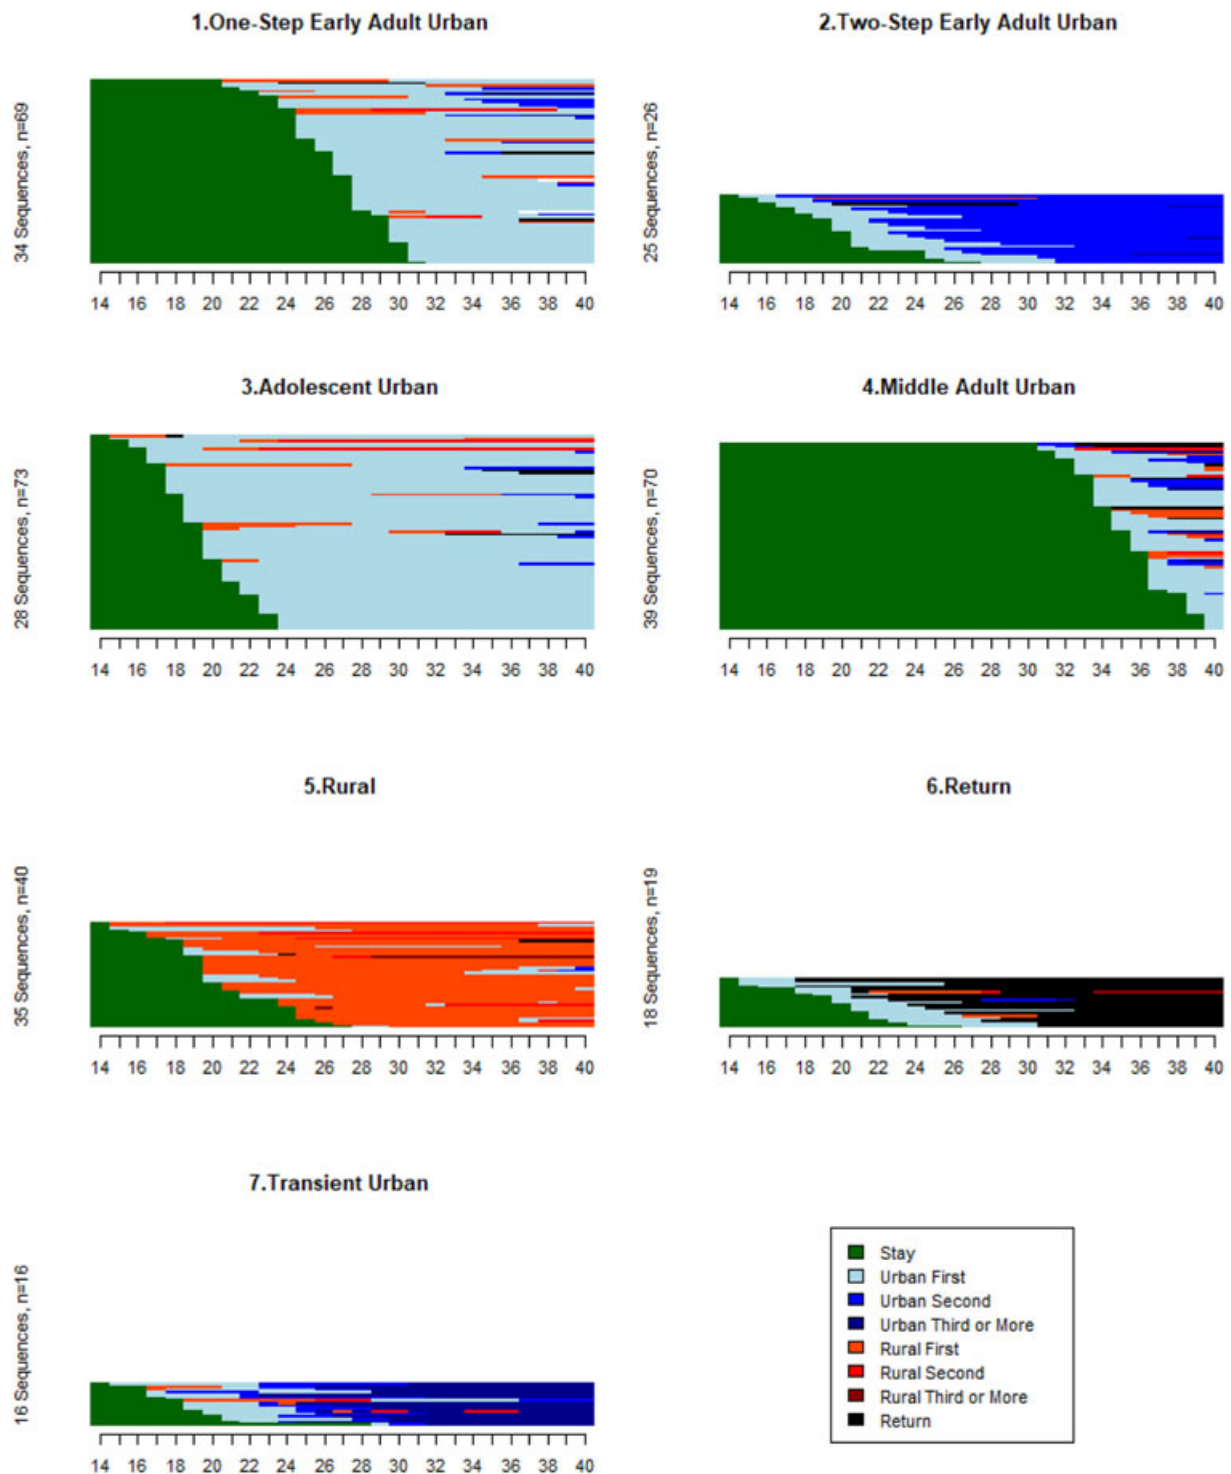 1.One-Step Early Adult Urban
2.Two-Step Early Adult Urban
34 Sequences, n=69
25 Sequences, n=26
14 16 18 20 22 24 26 28 30 32 34 36 38 40
14 16 18 20 22 24 26 28 30 32 34 36 38 40
3.Adolescent Urban
4.Middle Adult Urban
28 Sequences, n=73
39 Sequences, n=70
14 16 18 20 22 24 26 28 30 32 34 36 38 40
14 16 18 20 22 24 26 28 30 32 34 36 38 40
5.Rural
6.Return
35 Sequences, n=40
18 Sequences, n=19
14 16 18 20 22 24 26 28 30 32 34 36 38 40
14 16 18 20 22 24 26 28 30 32 34 36 38 40
7.Transient Urban
16 Sequences, n=16
14 16 18 20 22 24 26 28 30 32 34 36 38 40
Stay
Urban First
Urban Second
Urban Third or More
Rural First
Rural Second
Rural Third or More
Return